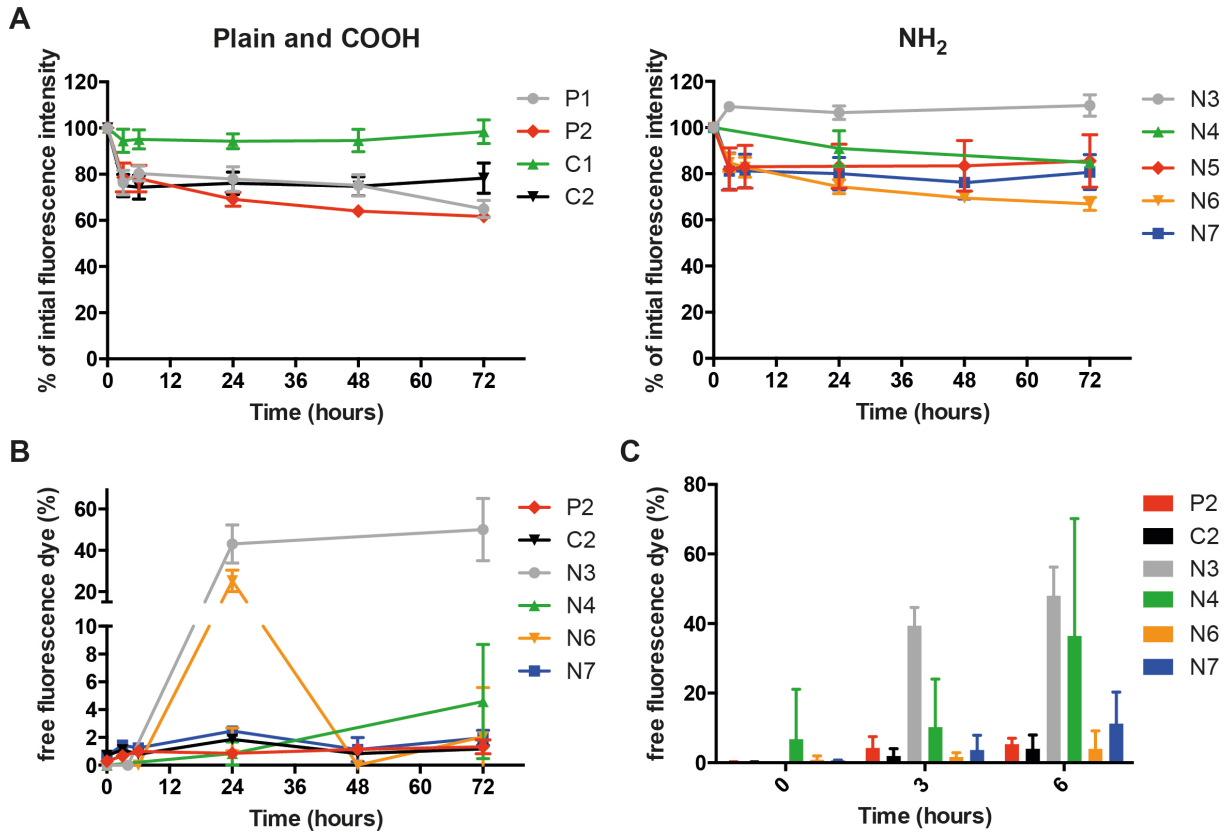 A
Plain and COOH
% of intial fluorescence intensity
120
100
80
60
40
20
0
0 12 24 36 48 60 72
Time (hours)
P1
P2
C1
C2
NH2
% of intial fluorescence intensity
120
100
80
60
40
20
0
0 12 24 36 48 60 72
Time (hours)
N3
N4
N5
N6
N7
B
free fluorescence dye (%)
60
40
20
10
8
6
4
2
0
0 12 24 36 48 60 72
Time (hours)
P2
C2
N3
N4
N6
N7
C
free fluorescence dye (%)
80
60
40
20
0
0 3 6
Time (hours)
P2
C2
N3
N4
N6
N7